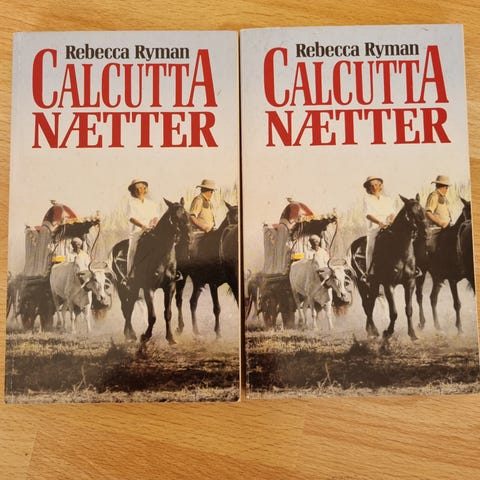 Rebecca Ryman
CALCUTTA
NÆTTER
Rebecca Ryman
CALCUTTA
NÆTTER